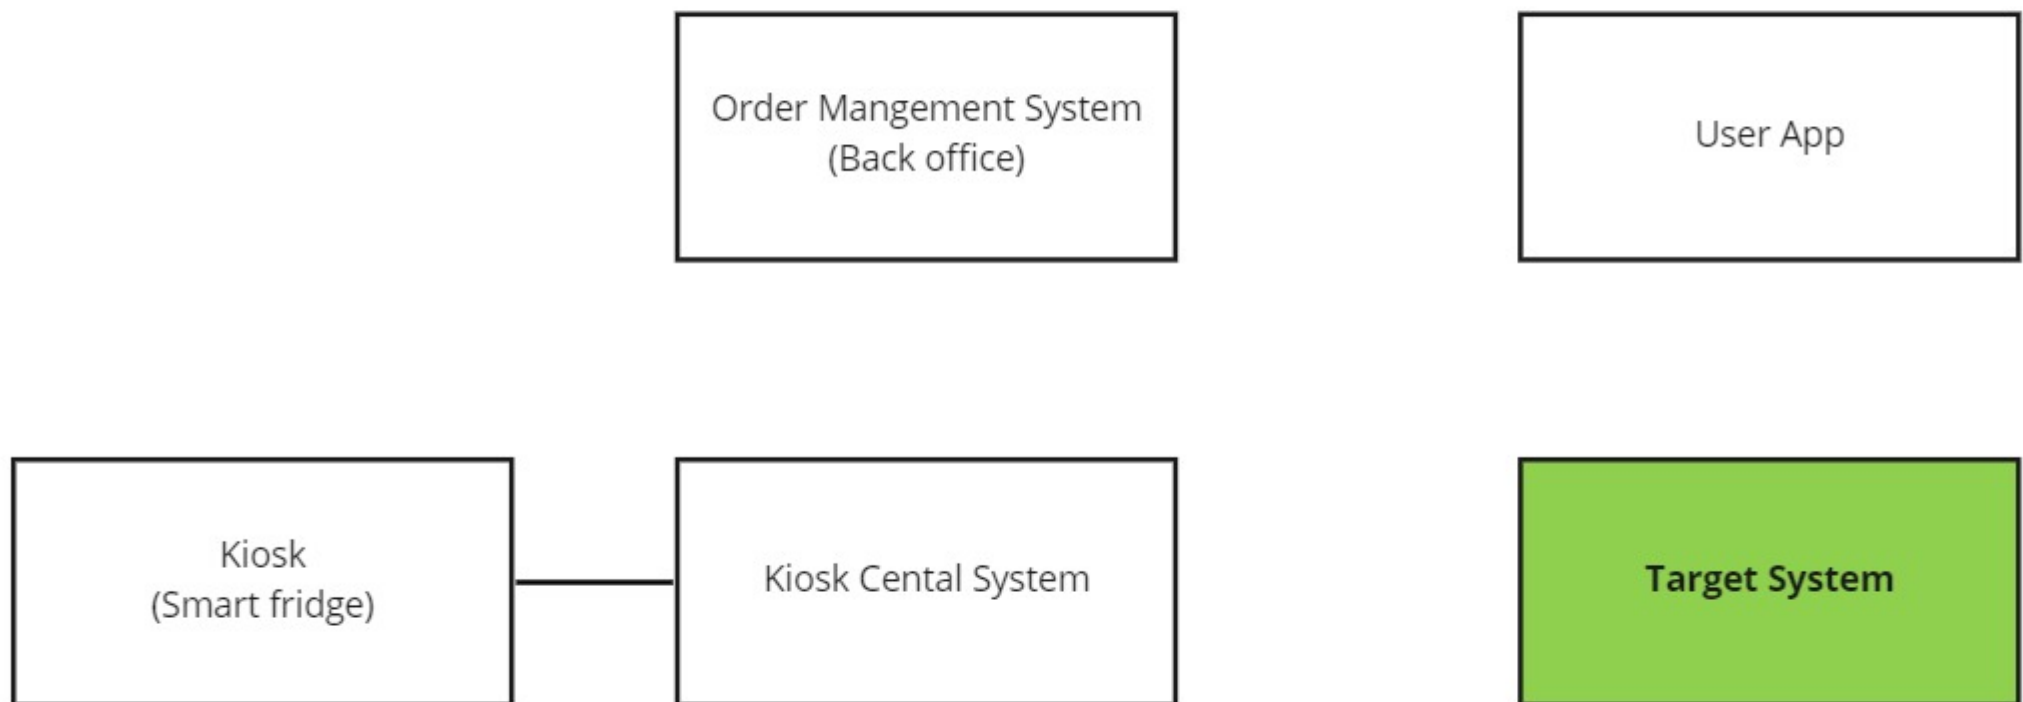 Order Mangement System
(Back office)
User App
Kiosk
(Smart fridge)
Kiosk Cental System
Target System